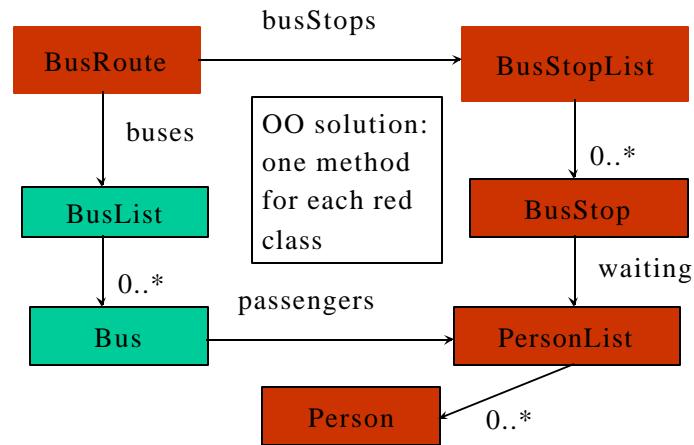 busStops
BusRoute
BusStopList
buses
OO solution:
one method
for each red
class
0..*
BusList
BusStop
0..*
waiting
passengers
Bus
PersonList
Person
0..*